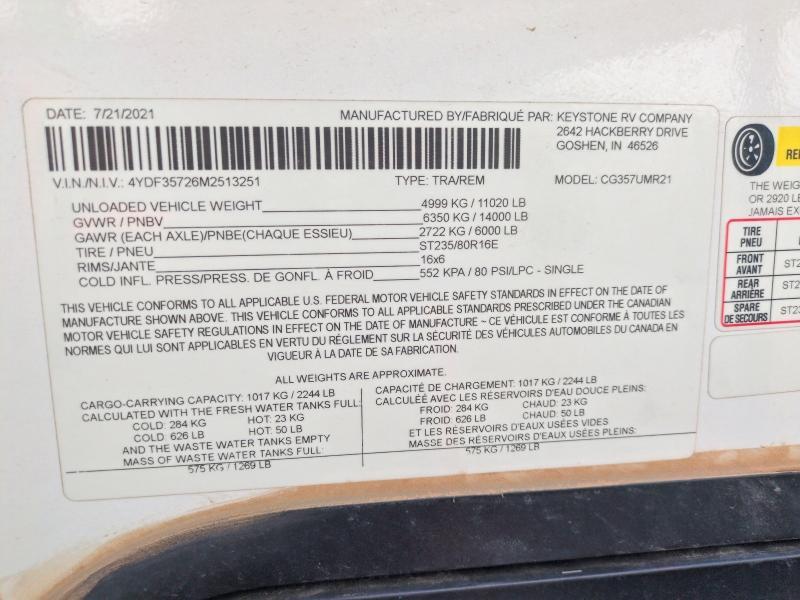 DATE: 7/21/2021
MANUFACTURED BY/FABRIQUÉ PAR: KEYSTONE RV COMPANY
2642 HACKBERRY DRIVE
GOSHEN, IN 46526
V.I.N./N.I.V.: 4YDF35726M2513251 TYPE: TRA/REM MODEL: CG357UMR21
UNLOADED VEHICLE WEIGHT 4999 KG / 11020 LB
GVWR / PNBV 6350 KG / 14000 LB
GAWR (EACH AXLE)/PNBE(CHAQUE ESSIEU) 2722 KG / 6000 LB
TIRE / PNEU ST235/80R16E
RIMS/JANTE 16x6
COLD INFL. PRESS/PRESS. DE GONFL. À FROID 552 KPA / 80 PSI/LPC - SINGLE
THIS VEHICLE CONFORMS TO ALL APPLICABLE U.S. FEDERAL MOTOR VEHICLE SAFETY STANDARDS IN EFFECT ON THE DATE OF
MANUFACTURE SHOWN ABOVE. THIS VEHICLE CONFORMS TO ALL APPLICABLE STANDARDS PRESCRIBED UNDER THE CANADIAN
MOTOR VEHICLE SAFETY REGULATIONS IN EFFECT ON THE DATE OF MANUFACTURE ~ CE VÉHICULE EST CONFORME À TOUTES LES
NORMES QUI LUI SONT APPLICABLES EN VERTU DU RÉGLEMENT SUR LA SÉCURITÉ DES VÉHICULES AUTOMOBILES DU CANADA EN
VIGUEUR À LA DATE DE SA FABRICATION.
ALL WEIGHTS ARE APPROXIMATE.
CARGO-CARRYING CAPACITY: 1017 KG / 2244 LB
CALCULATED WITH THE FRESH WATER TANKS FULL:
COLD: 284 KG HOT: 23 KG
COLD: 626 LB HOT: 50 LB
AND THE WASTE WATER TANKS EMPTY
MASS OF WASTE WATER TANKS FULL:
575 KG / 1269 LB
CAPACITÉ DE CHARGEMENT: 1017 KG / 2244 LB
CALCULÉE AVEC LES RÉSERVOIRS D'EAU DOUCE PLEINS:
FROID: 284 KG CHAUD: 23 KG
FROID: 626 LB CHAUD: 50 LB
ET LES RÉSERVOIRS D'EAUX USÉES VIDES
MASSE DES RÉSERVOIRS D'EAUX USÉES PLEINS:
575 KG / 1269 LB
THE WEIG
OR 2920 LB
JAMAIS EX
TIRE
PNEU
FRONT
AVANT
REAR
ARRIÈRE
SPARE
DE SECOURS